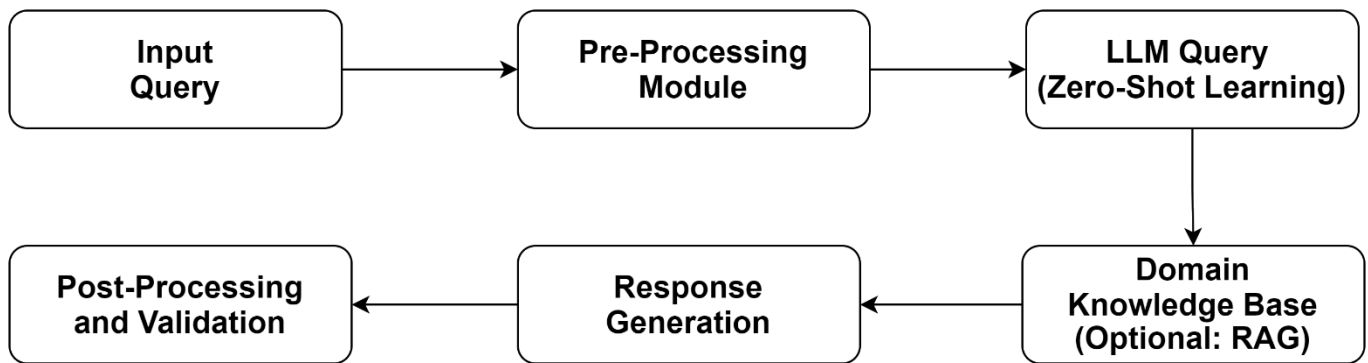 Input
Query
Pre-Processing
Module
LLM Query
(Zero-Shot Learning)
Domain
Knowledge Base
(Optional: RAG)
Response
Generation
Post-Processing
and Validation